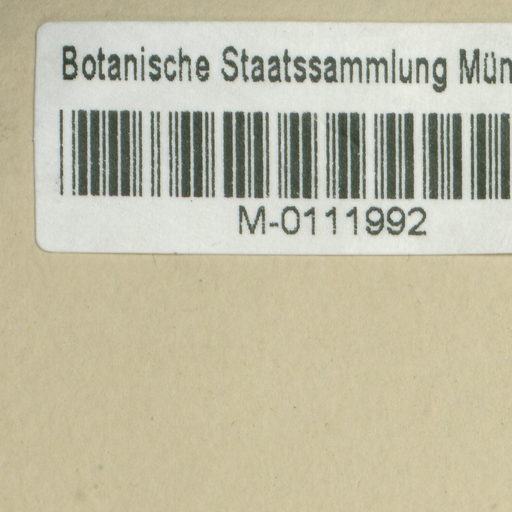 Botanische Staatssammlung Mün
M-0111992